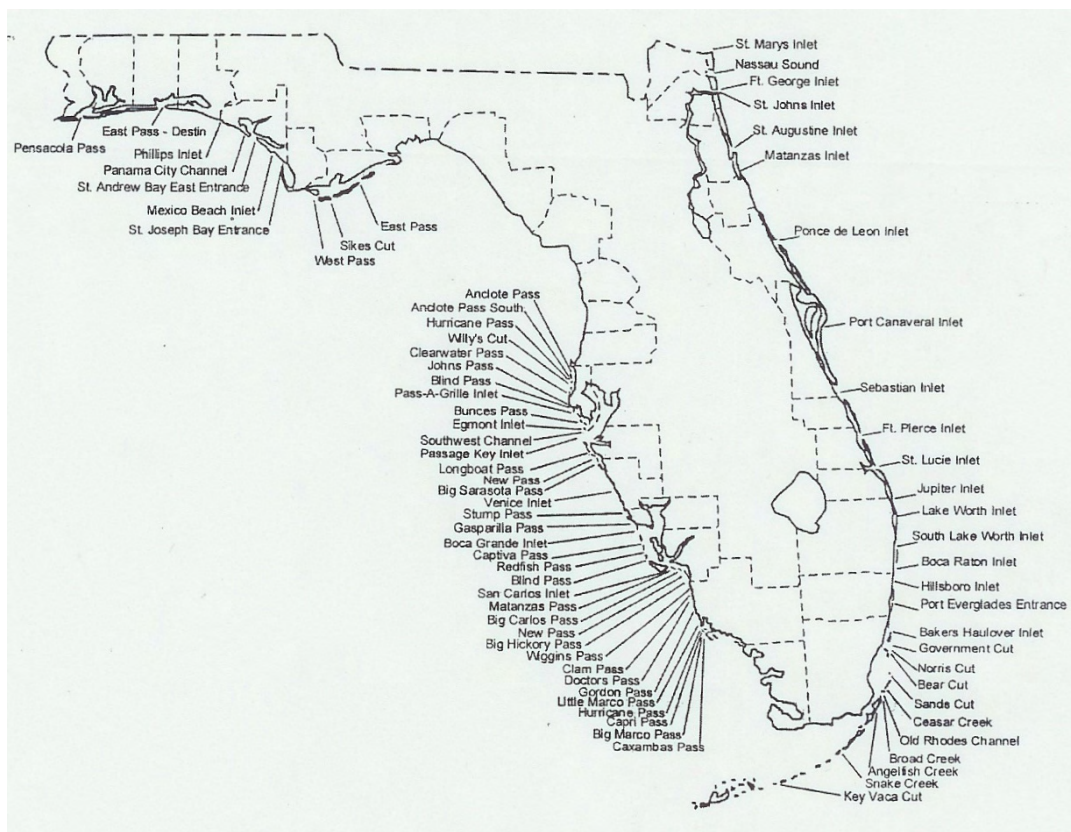 St. Marys Inlet
Nassau Sound
Ft. George Inlet
St. Johns Inlet
St. Augustine Inlet
Matanzas Inlet
Ponce de Leon Inlet
Port Canaveral Inlet
Sebastian Inlet
Ft. Pierce Inlet
St. Lucie Inlet
Jupiter Inlet
Lake Worth Inlet
South Lake Worth Inlet
Boca Raton Inlet
Hillsboro Inlet
Port Everglades Entrance
Bakers Haulover Inlet
Government Cut
Norris Cut
Bear Cut
Sands Cut
Ceasar Creek
Old Rhodes Channel
Broad Creek
Angelfish Creek
Snake Creek
Key Vaca Cut
Pensacola Pass
East Pass - Destin
Phillips Inlet
Panama City Channel
St. Andrew Bay East Entrance
Mexico Beach Inlet
St. Joseph Bay Entrance
West Pass
Sikes Cut
East Pass
Anclote Pass
Anclote Pass South
Hurricane Pass
Willy's Cut
Clearwater Pass
Johns Pass
Blind Pass
Pass-A-Grille Inlet
Bunces Pass
Egmont Inlet
Southwest Channel
Passage Key Inlet
Longboat Pass
New Pass
Big Sarasota Pass
Venice Inlet
Stump Pass
Gasparilla Pass
Boca Grande Inlet
Captiva Pass
Redfish Pass
Blind Pass
San Carlos Inlet
Matanzas Pass
Big Carlos Pass
New Pass
Big Hickory Pass
Wiggins Pass
Clam Pass
Doctors Pass
Gordon Pass
Little Marco Pass
Hurricane Pass
Capri Pass
Big Marco Pass
Caxambas Pass